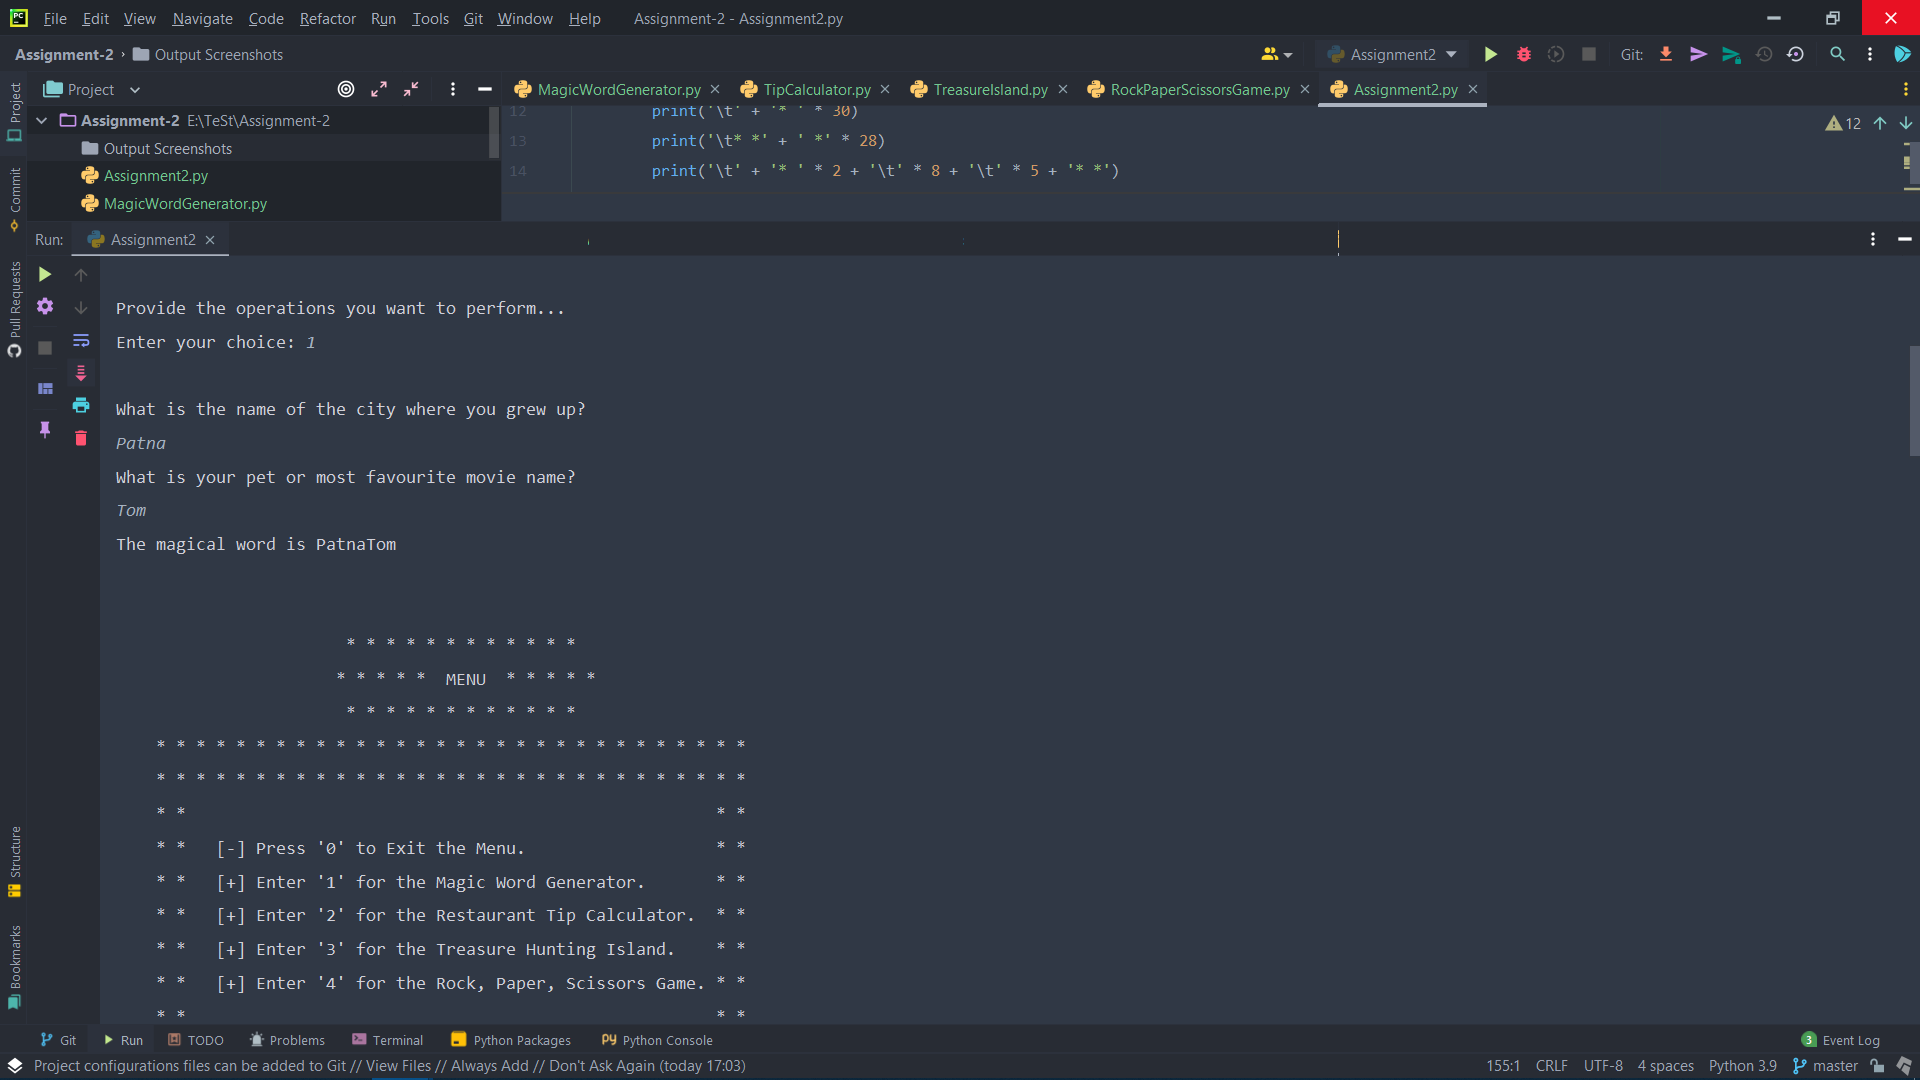 File Edit View Navigate Code Refactor Run Tools Git Window Help Assignment-2 - Assignment2.py
Assignment-2 › Output Screenshots Assignment2 Git:
Project MagicWordGenerator.py TipCalculator.py TreasureIsland.py RockPaperScissorsGame.py Assignment2.py
Project
Assignment-2 E:\TeSt\Assignment-2
Output Screenshots
Assignment2.py
MagicWordGenerator.py
12 print('\t' + '* ' * 30)
13 print('\t* *' + ' *' * 28)
14 print('\t' + '* ' * 2 + '\t' * 8 + '\t' * 5 + '* *')
12
Commit
Pull Requests
Structure
Bookmarks
Run: Assignment2
Provide the operations you want to perform...
Enter your choice: 1
What is the name of the city where you grew up?
Patna
What is your pet or most favourite movie name?
Tom
The magical word is PatnaTom
* * * * * * * * * * * *
* * * * * MENU * * * * *
* * * * * * * * * * * *
* * * * * * * * * * * * * * * * * * * * * * * * * * * * * *
* * * * * * * * * * * * * * * * * * * * * * * * * * * * * *
* * * *
* * [-] Press '0' to Exit the Menu. * *
* * [+] Enter '1' for the Magic Word Generator. * *
* * [+] Enter '2' for the Restaurant Tip Calculator. * *
* * [+] Enter '3' for the Treasure Hunting Island. * *
* * [+] Enter '4' for the Rock, Paper, Scissors Game. * *
* * * *
Git Run TODO Problems Terminal Python Packages Python Console 3 Event Log
Project configurations files can be added to Git // View Files // Always Add // Don't Ask Again (today 17:03) 155:1 CRLF UTF-8 4 spaces Python 3.9 master